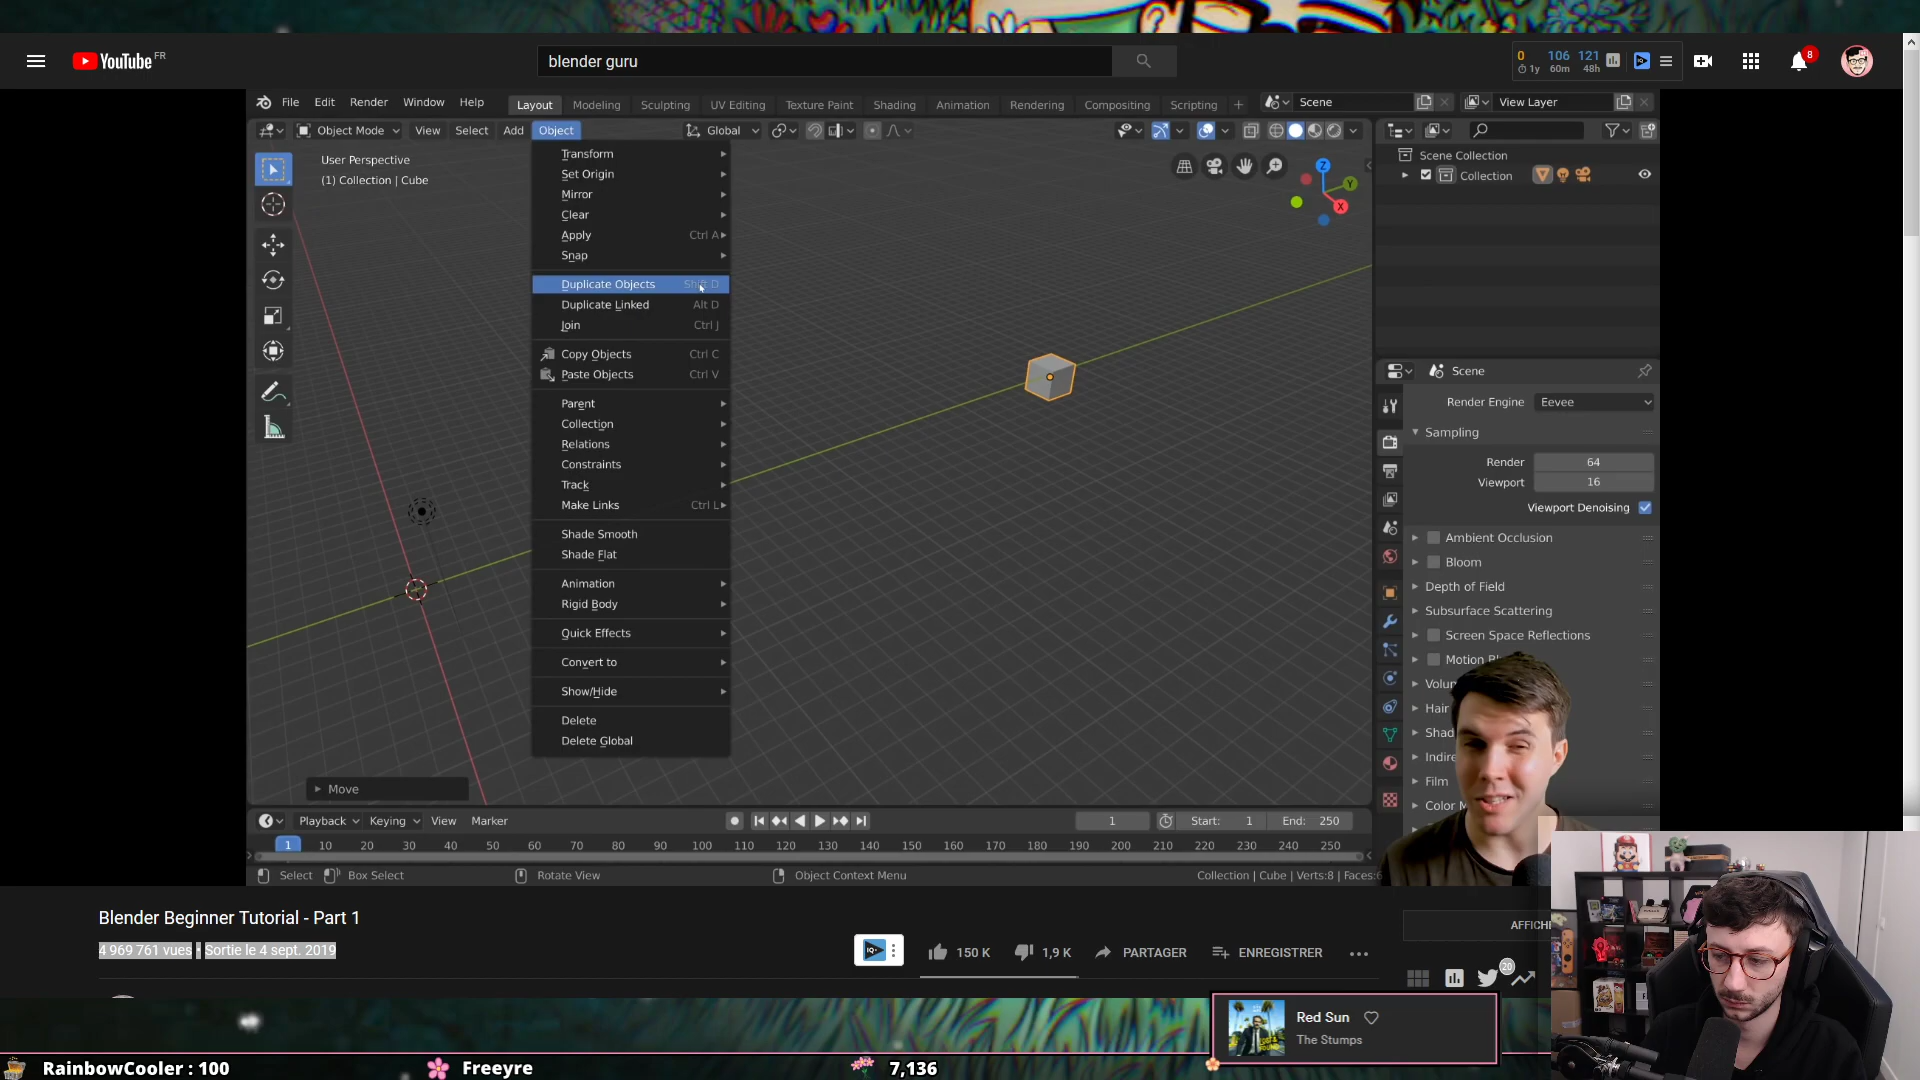 YouTube FR
blender guru
0 106 121
1y 60m 48h
8
File Edit Render Window Help
Layout Modeling Sculpting UV Editing Texture Paint Shading Animation Rendering Compositing Scripting +
Scene
View Layer
Object Mode View Select Add Object
Global
User Perspective
(1) Collection | Cube
Transform
Set Origin
Mirror
Clear
Apply Ctrl A
Snap
Duplicate Objects Shift D
Duplicate Linked Alt D
Join Ctrl J
Copy Objects Ctrl C
Paste Objects Ctrl V
Parent
Collection
Relations
Constraints
Track
Make Links Ctrl L
Shade Smooth
Shade Flat
Animation
Rigid Body
Quick Effects
Convert to
Show/Hide
Delete
Delete Global
Z
Y
X
Scene Collection
Collection
Scene
Render Engine Eevee
Sampling
Render 64
Viewport 16
Viewport Denoising
Ambient Occlusion
Bloom
Depth of Field
Subsurface Scattering
Screen Space Reflections
Motion
Hair
Film
Color
Move
Playback Keying View Marker
1 Start: 1 End: 250
1 10 20 30 40 50 60 70 80 90 100 110 120 130 140 150 160 170 180 190 200 210 220 230 240 250
Select Box Select Rotate View Object Context Menu Collection | Cube | Verts:8 | Faces:6
Blender Beginner Tutorial - Part 1
4 969 761 vues • Sortie le 4 sept. 2019
IQ
150 K 1,9 K PARTAGER ENREGISTRER
AFFICH
20
Red Sun
The Stumps
RainbowCooler : 100
Freeyre
7,136